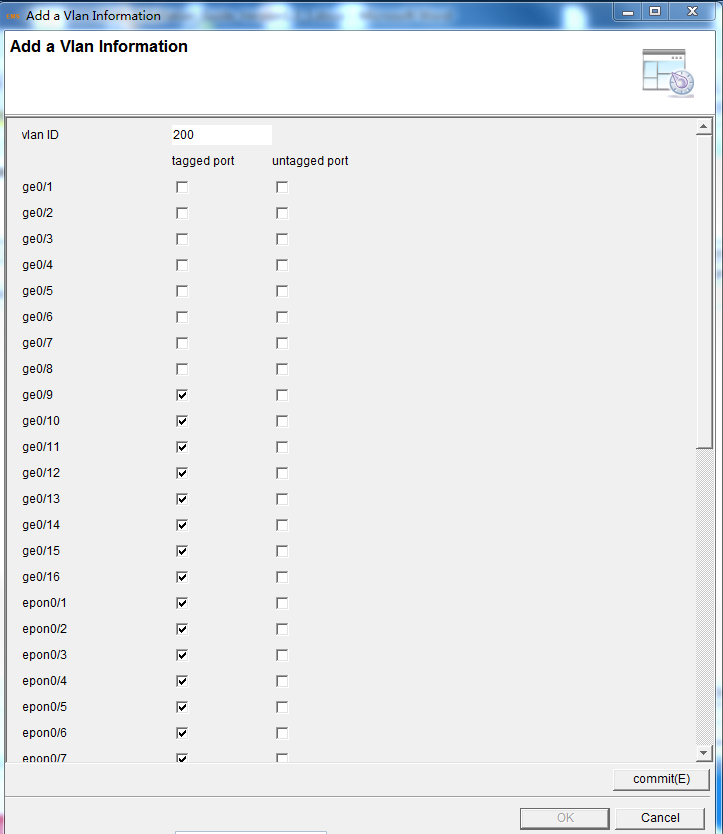 Add a Vlan Information
Add a Vlan Information
vlan ID 200
tagged port untagged port
ge0/1
ge0/2
ge0/3
ge0/4
ge0/5
ge0/6
ge0/7
ge0/8
ge0/9
ge0/10
ge0/11
ge0/12
ge0/13
ge0/14
ge0/15
ge0/16
epon0/1
epon0/2
epon0/3
epon0/4
epon0/5
epon0/6
epon0/7
commit(E)
OK Cancel